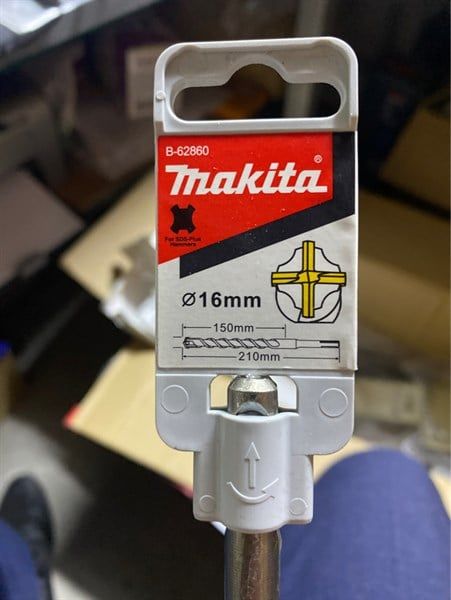 B-62860
makita®
For SDS-Plus
Hammers
⌀16mm
150mm
210mm